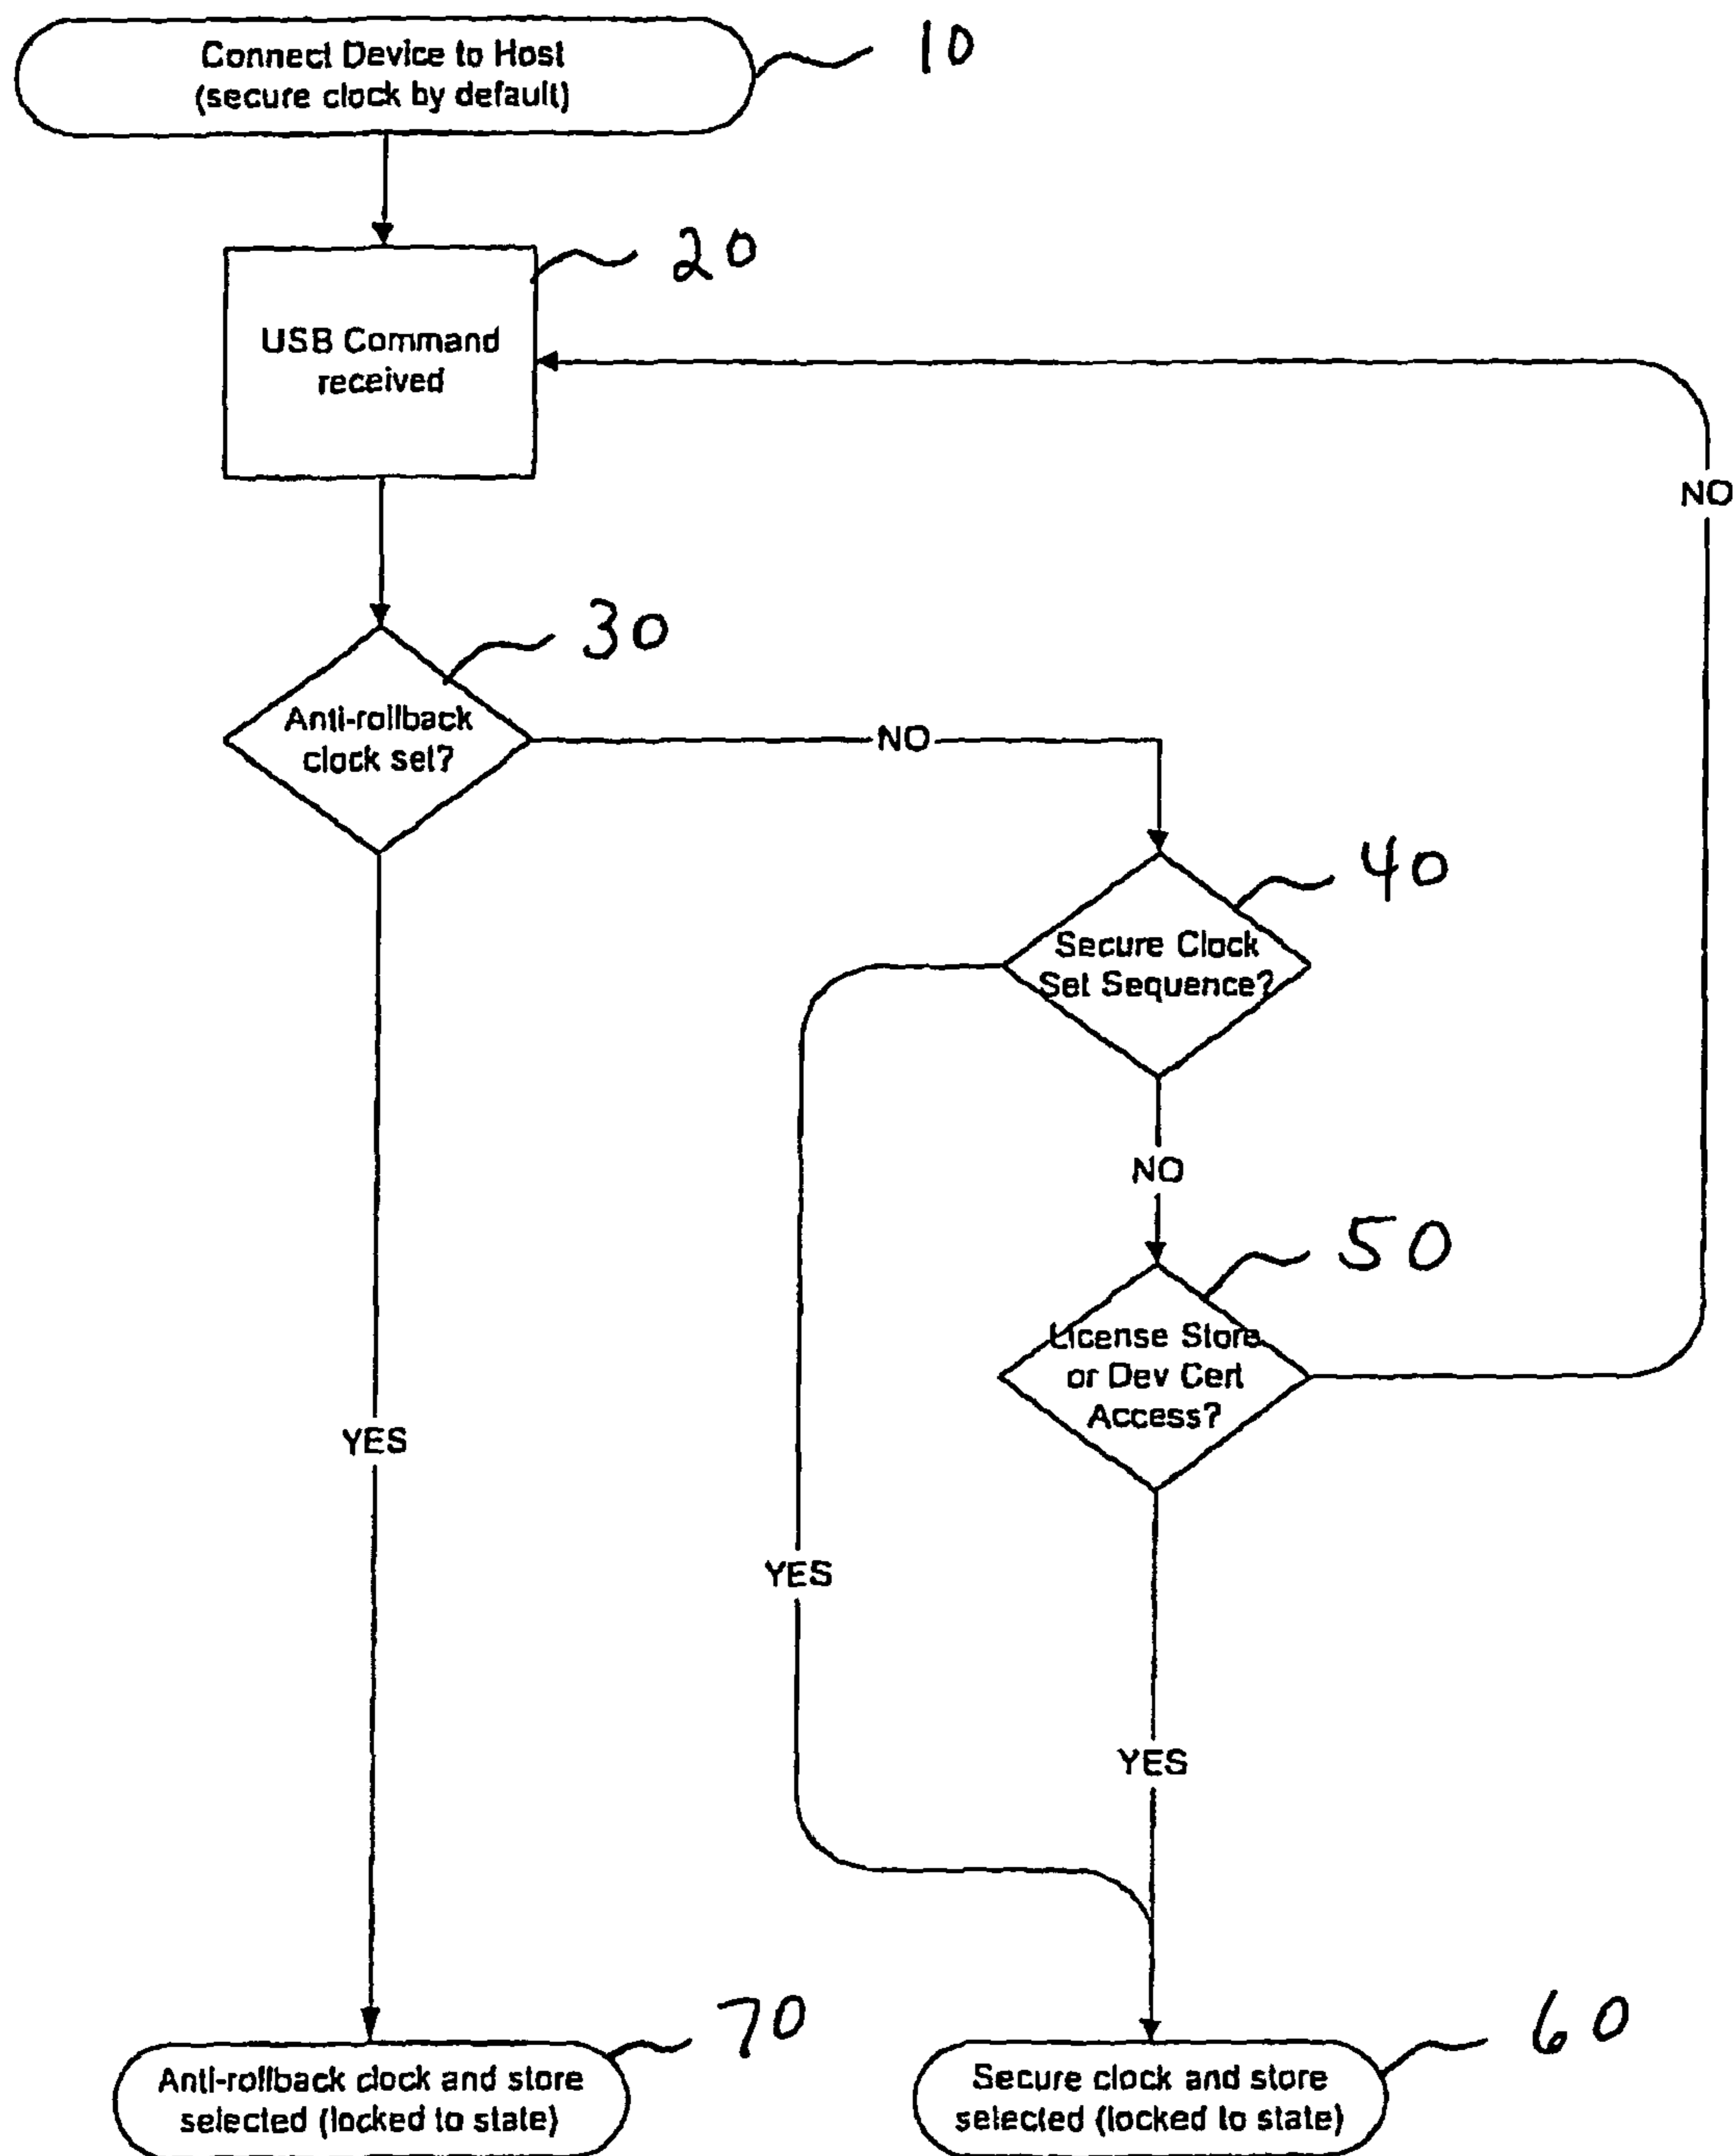 Connect Device to Host
(secure clock by default)
10
20
USB Command
received
NO
30
Anti-rollback
clock set?
NO
40
Secure Clock
Set Sequence?
NO
50
License Store
or Dev Cert
Access?
YES
YES
YES
70
60
Anti-rollback clock and store
selected (locked to state)
Secure clock and store
selected (locked to state)